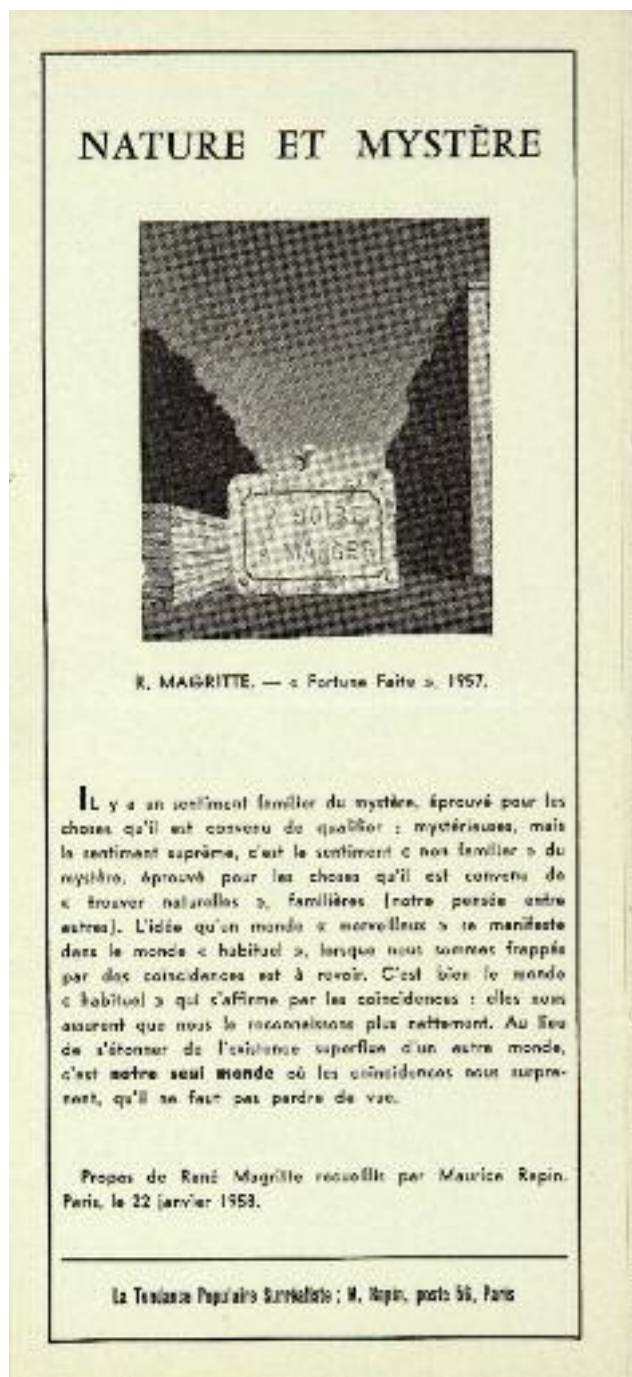 NATURE ET MYSTÈRE
R. MAGRITTE. — « Fortune Faite », 1957.
IL y a un sentiment familier du mystère, éprouvé pour les
choses qu'il est convenu de qualifier : mystérieuses, mais
le sentiment suprême, c'est le sentiment « non familier » du
mystère, éprouvé pour les choses qu'il est convenu de
« trouver naturelles », familières (notre pensée entre
autres). L'idée qu'un monde « merveilleux » se manifeste
dans le monde « habituel », lorsque nous sommes frappés
par des coïncidences est à revoir. C'est bien le monde
« habituel » qui s'affirme par les coïncidences : elles nous
assurent que nous le reconnaissons plus nettement. Au lieu
de s'étonner de l'existence superflue d'un autre monde,
c'est notre seul monde où les coïncidences nous surpren-
nent, qu'il ne faut pas perdre de vue.
Propos de René Magritte recueillis par Maurice Rapin.
Paris, le 22 janvier 1958.
La Tendance Populaire Surréaliste ; M. Rapin, poste 56, Paris